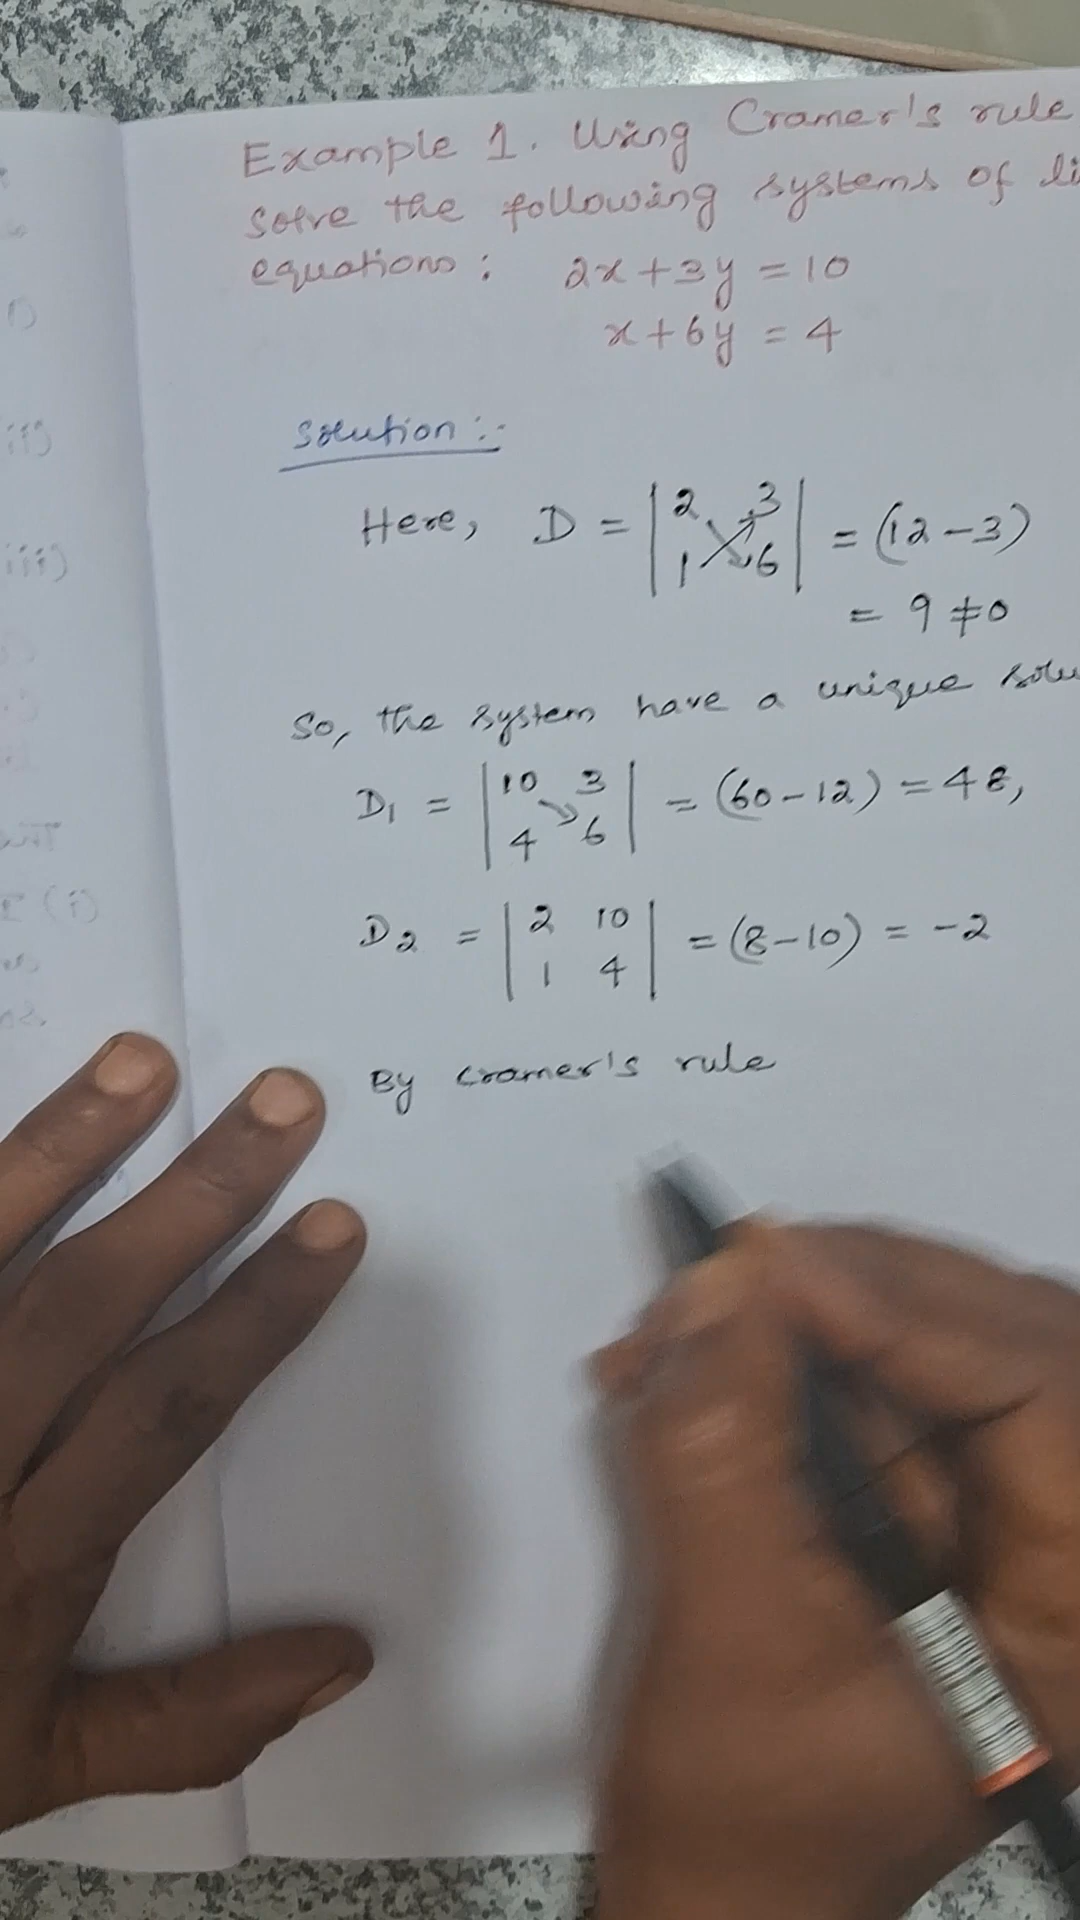 Example 1. Using Cramer's rule
solve the following systems of li
equations: 2x+3y=10
x+6y=4
Solution:-
Here, D = |2 3| = (12-3)
|1 6|
= 9≠0
So, the system have a unique solu
D₁ = |10 3| = (60-12) = 48,
|4 6|
D₂ = |2 10| = (8-10) = -2
|1 4|
By cramer's rule